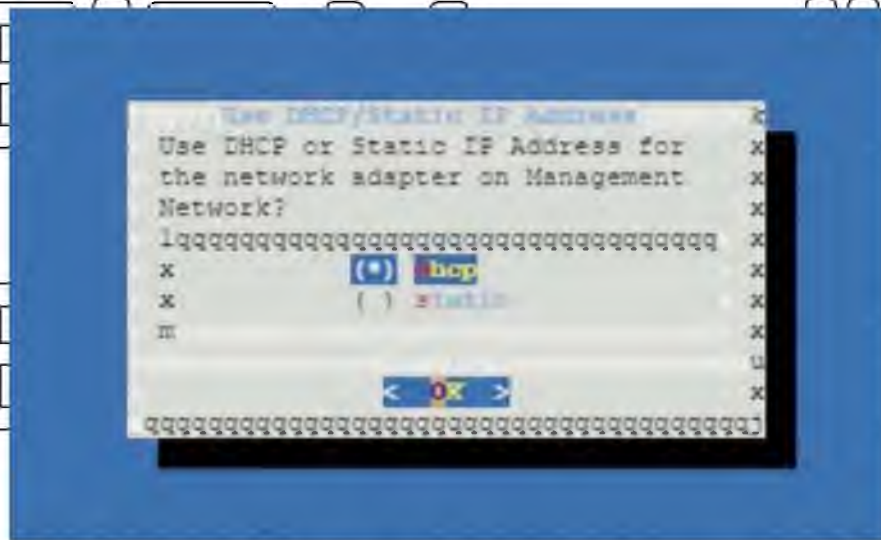 Use DHCP/Static IP Address x
Use DHCP or Static IP Address for x
the network adapter on Management x
Network? x
lqqqqqqqqqqqqqqqqqqqqqqqqqqqqqqqqqqq x
x (*) dhcp x
x ( ) static x
m x
u
< OK > x
qqqqqqqqqqqqqqqqqqqqqqqqqqqqqqqqqqqqqqj